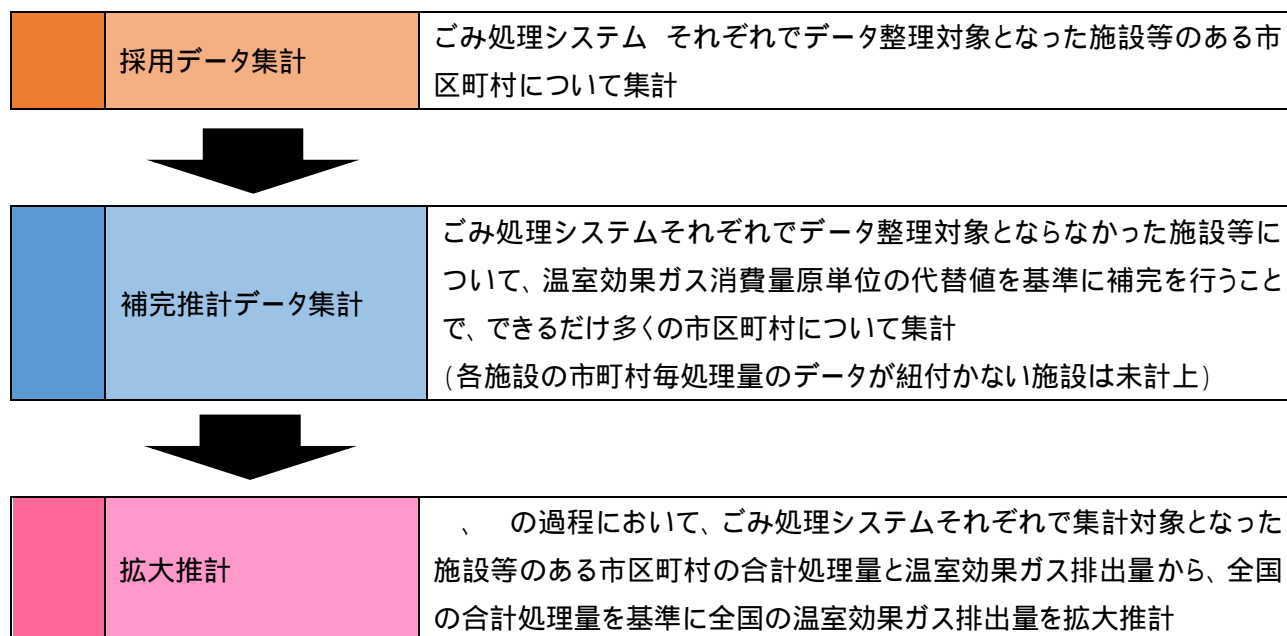 採用データ集計
ごみ処理システム それぞれでデータ整理対象となった施設等のある市
区町村について集計
補完推計データ集計
ごみ処理システムそれぞれでデータ整理対象とならなかった施設等に
ついて、温室効果ガス消費量原単位の代替値を基準に補完を行うこと
で、できるだけ多くの市区町村について集計
(各施設の市町村毎処理量のデータが紐付かない施設は未計上)
拡大推計
、 の過程において、ごみ処理システムそれぞれで集計対象となった
施設等のある市区町村の合計処理量と温室効果ガス排出量から、全国
の合計処理量を基準に全国の温室効果ガス排出量を拡大推計